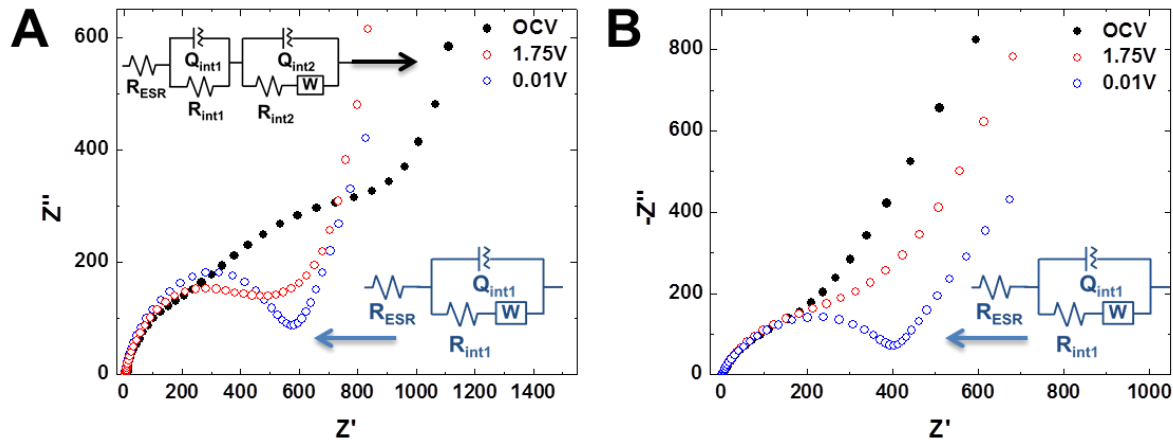 A
600
400
200
0
Z''
0 200 400 600 800 1000 1200 1400
Z'
OCV
1.75V
0.01V
R_ESR
Q_int1
R_int1
Q_int2
R_int2
W
R_ESR
Q_int1
R_int1
W
B
800
600
400
200
0
-Z''
0 200 400 600 800 1000
Z'
OCV
1.75V
0.01V
R_ESR
Q_int1
R_int1
W